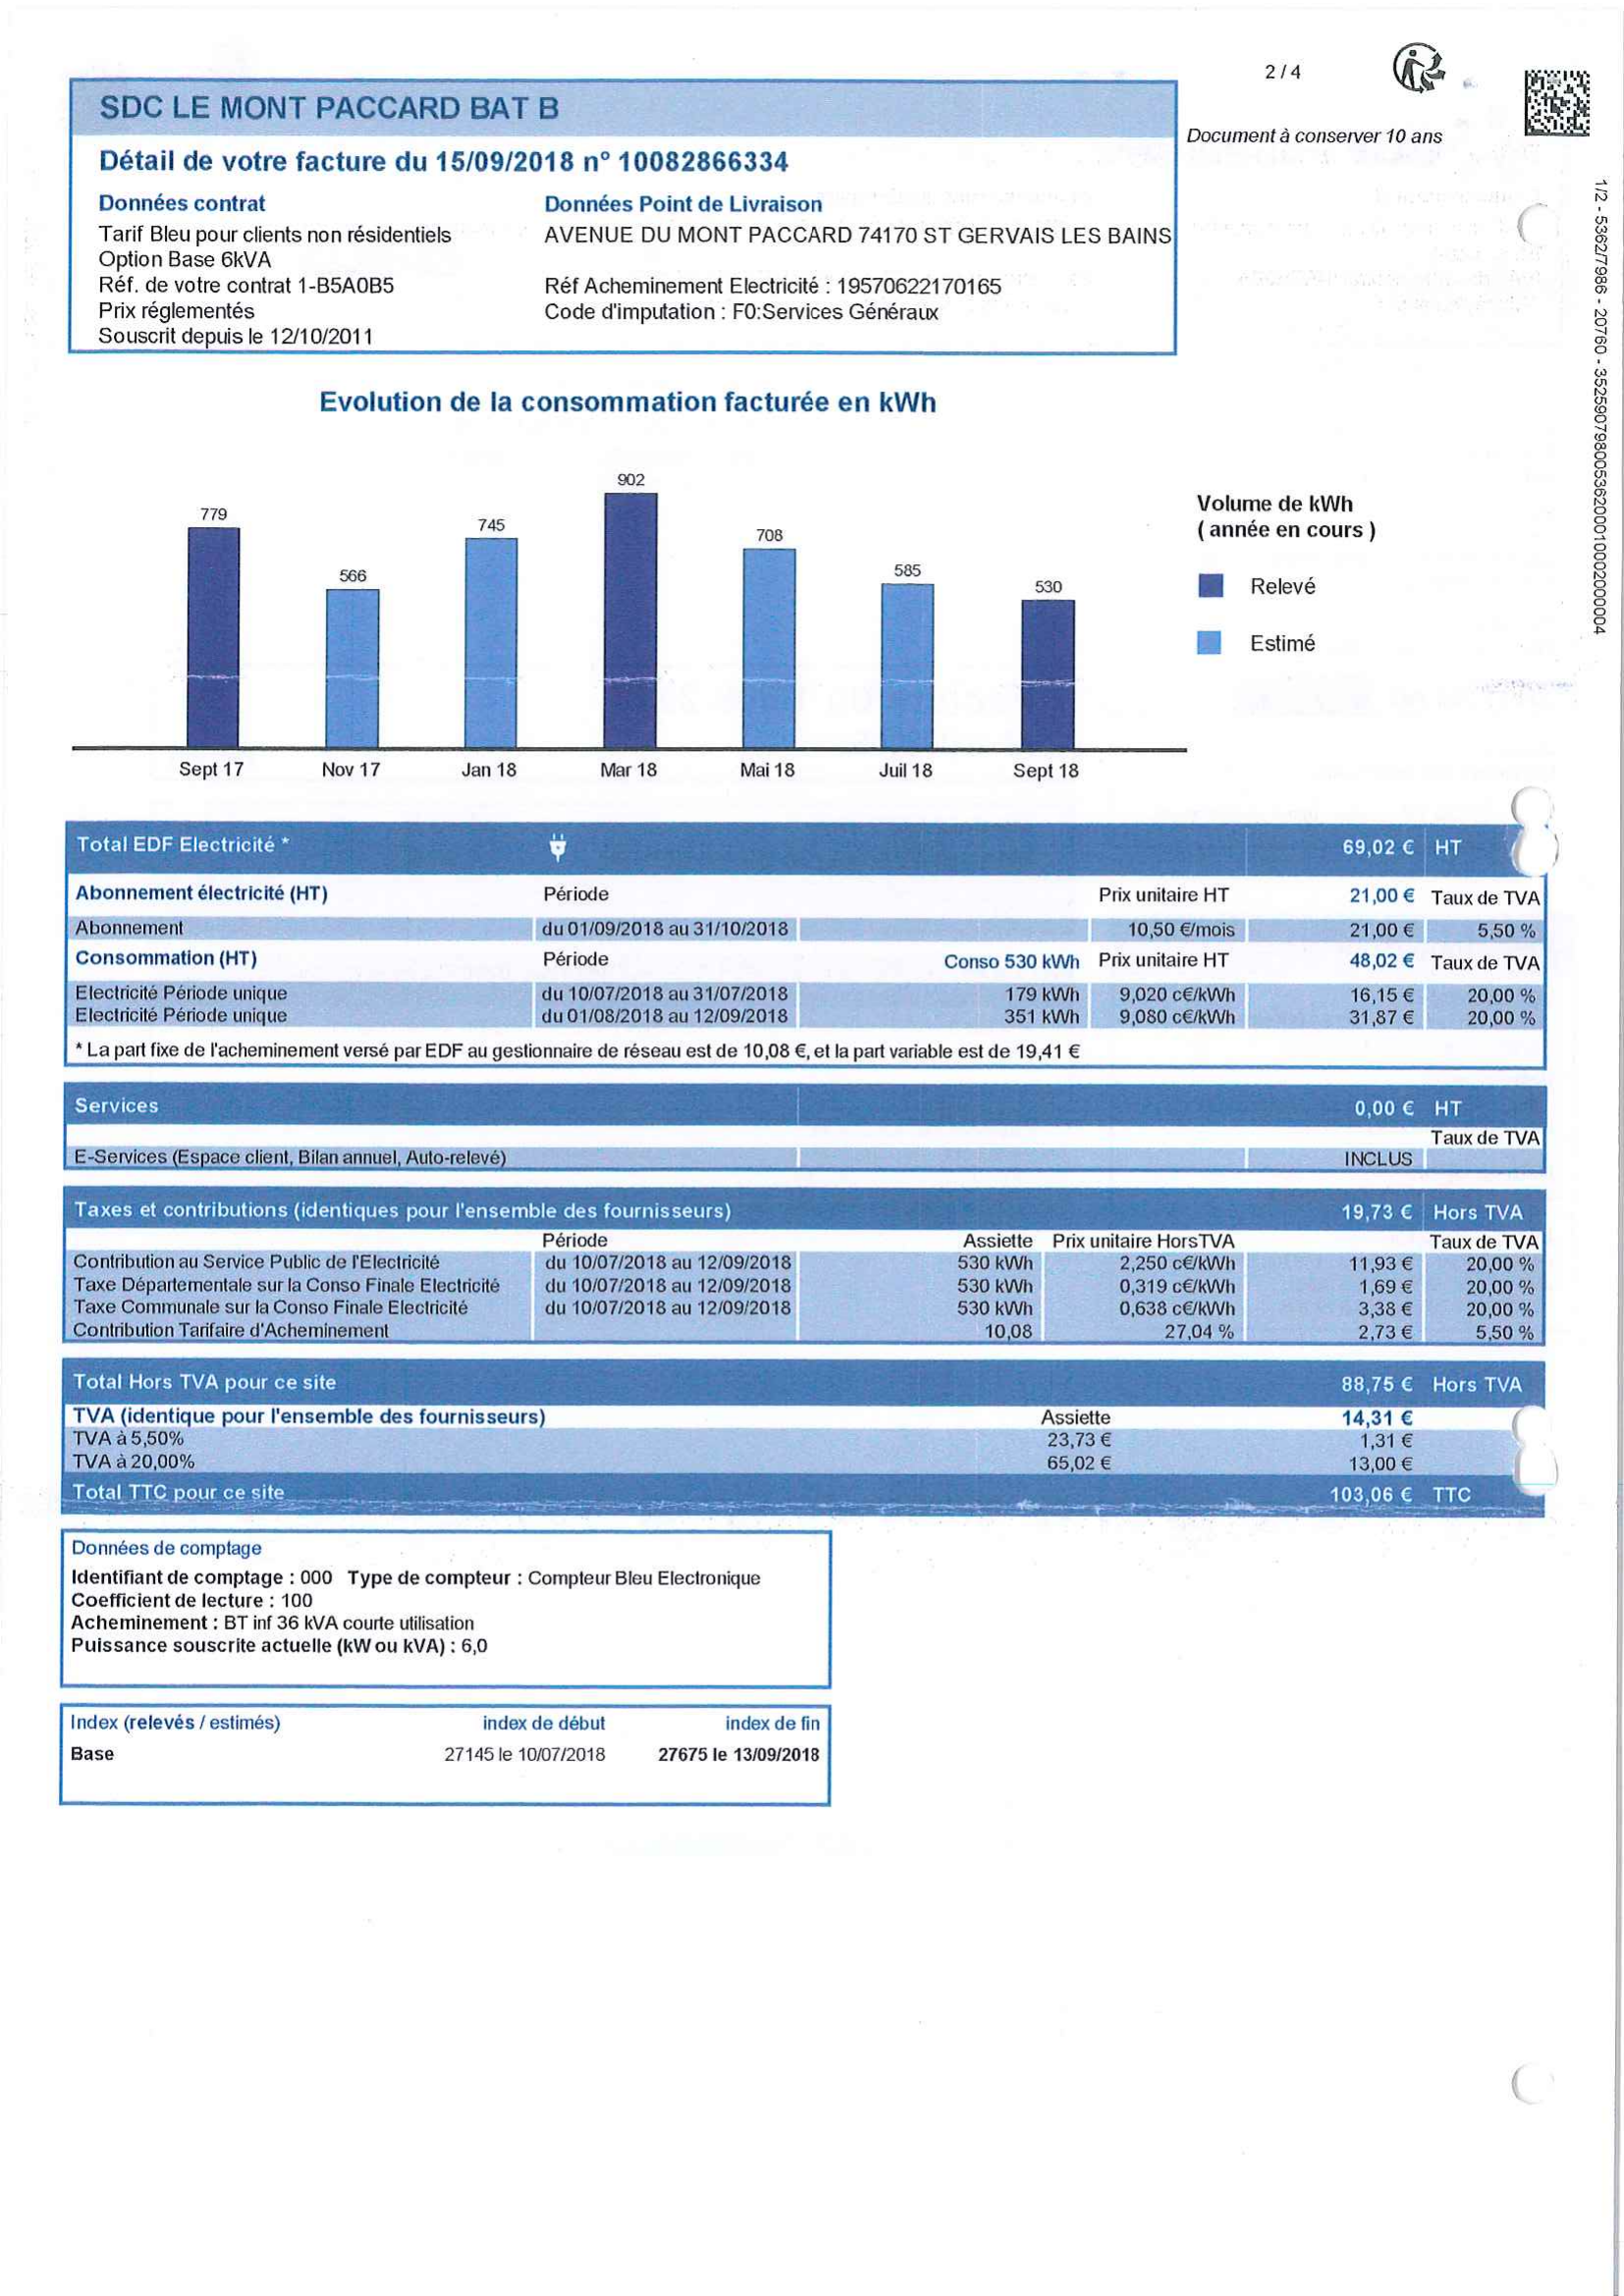 2 / 4
Document à conserver 10 ans
1/2 - 5362/7986 - 20760 - 35259079800536200010002000004
SDC LE MONT PACCARD BAT B
Détail de votre facture du 15/09/2018 n° 10082866334
Données contrat
Tarif Bleu pour clients non résidentiels
Option Base 6kVA
Réf. de votre contrat 1-B5A0B5
Prix réglementés
Souscrit depuis le 12/10/2011
Données Point de Livraison
AVENUE DU MONT PACCARD 74170 ST GERVAIS LES BAINS
Réf Acheminement Electricité : 19570622170165
Code d'imputation : F0:Services Généraux
Evolution de la consommation facturée en kWh
779 566 745 902 708 585 530
Sept 17 Nov 17 Jan 18 Mar 18 Mai 18 Juil 18 Sept 18
Volume de kWh
( année en cours )
Relevé
Estimé
Total EDF Electricité * 69,02 € HT
Abonnement électricité (HT) Période Prix unitaire HT 21,00 € Taux de TVA
Abonnement du 01/09/2018 au 31/10/2018 10,50 €/mois 21,00 € 5,50 %
Consommation (HT) Période Conso 530 kWh Prix unitaire HT 48,02 € Taux de TVA
Electricité Période unique du 10/07/2018 au 31/07/2018 179 kWh 9,020 c€/kWh 16,15 € 20,00 %
Electricité Période unique du 01/08/2018 au 12/09/2018 351 kWh 9,080 c€/kWh 31,87 € 20,00 %
* La part fixe de l'acheminement versé par EDF au gestionnaire de réseau est de 10,08 €, et la part variable est de 19,41 €
Services 0,00 € HT
Taux de TVA
E-Services (Espace client, Bilan annuel, Auto-relevé) INCLUS
Taxes et contributions (identiques pour l'ensemble des fournisseurs) 19,73 € Hors TVA
Période Assiette Prix unitaire HorsTVA Taux de TVA
Contribution au Service Public de l'Electricité du 10/07/2018 au 12/09/2018 530 kWh 2,250 c€/kWh 11,93 € 20,00 %
Taxe Départementale sur la Conso Finale Electricité du 10/07/2018 au 12/09/2018 530 kWh 0,319 c€/kWh 1,69 € 20,00 %
Taxe Communale sur la Conso Finale Electricité du 10/07/2018 au 12/09/2018 530 kWh 0,638 c€/kWh 3,38 € 20,00 %
Contribution Tarifaire d'Acheminement 10,08 27,04 % 2,73 € 5,50 %
Total Hors TVA pour ce site 88,75 € Hors TVA
TVA (identique pour l'ensemble des fournisseurs) Assiette 14,31 €
TVA à 5,50% 23,73 € 1,31 €
TVA à 20,00% 65,02 € 13,00 €
Total TTC pour ce site 103,06 € TTC
Données de comptage
Identifiant de comptage : 000 Type de compteur : Compteur Bleu Electronique
Coefficient de lecture : 100
Acheminement : BT inf 36 kVA courte utilisation
Puissance souscrite actuelle (kW ou kVA) : 6,0
Index (relevés / estimés) index de début index de fin
Base 27145 le 10/07/2018 27675 le 13/09/2018